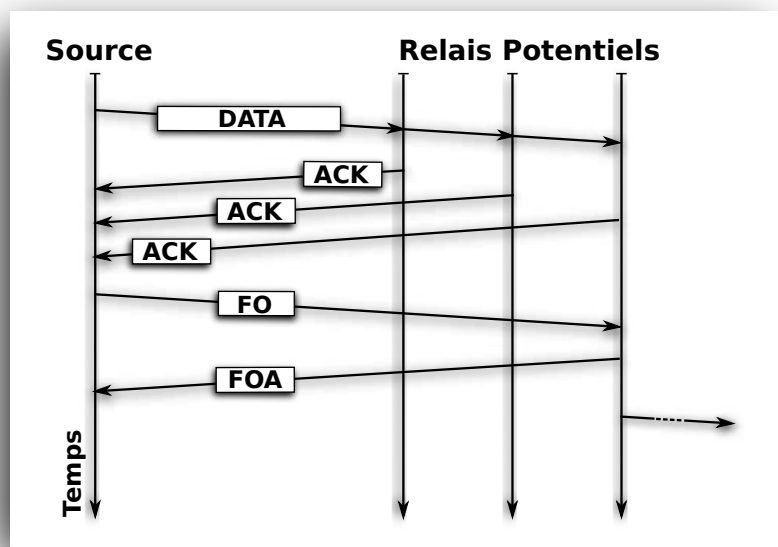 Source
Relais Potentiels
DATA
ACK
ACK
ACK
FO
FOA
Temps